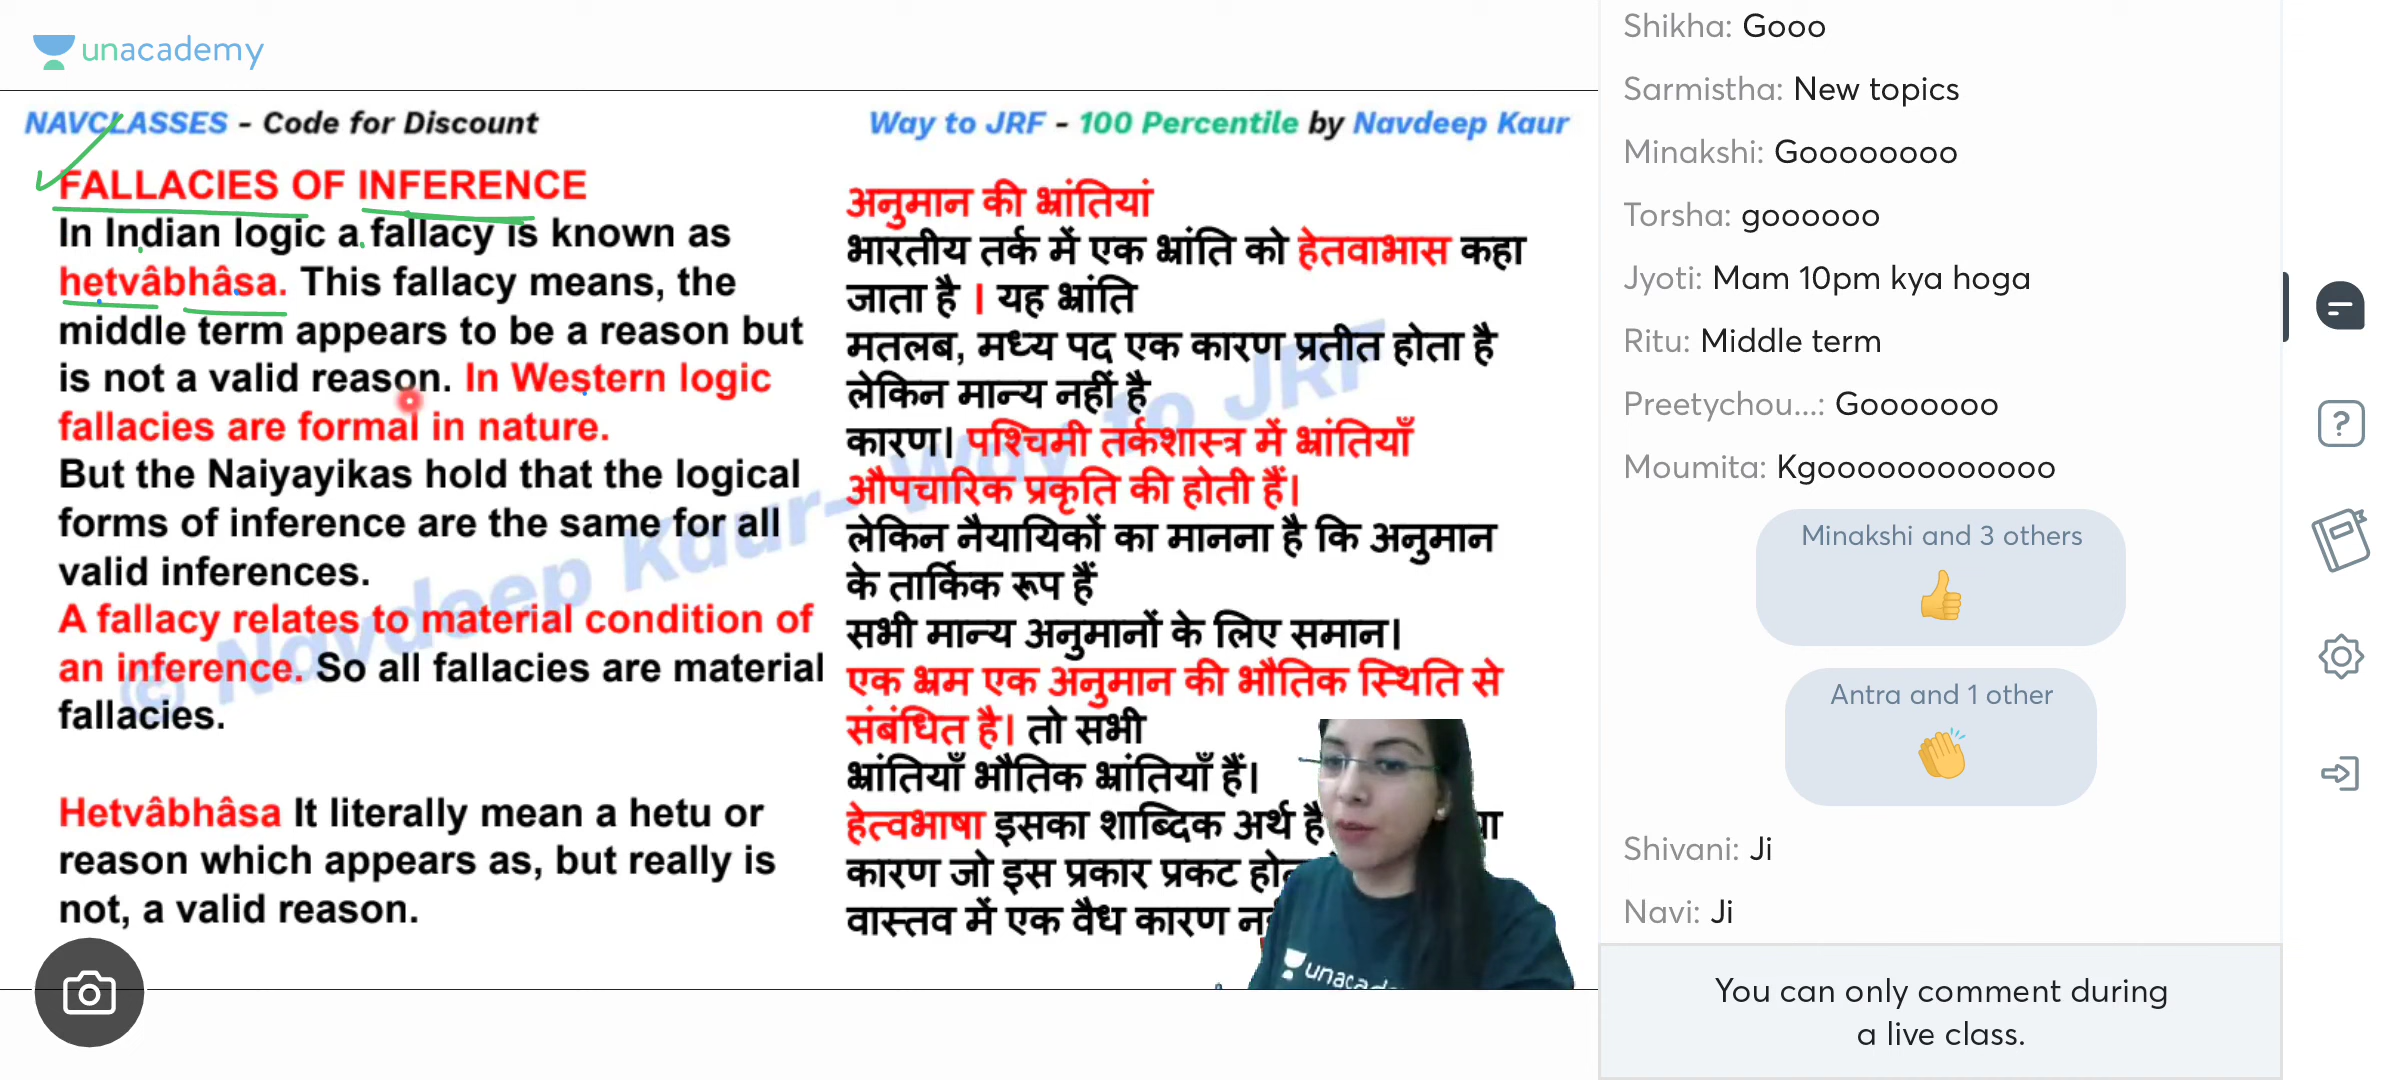 unacademy
NAVCLASSES - Code for Discount
Way to JRF - 100 Percentile by Navdeep Kaur
FALLACIES OF INFERENCE
In Indian logic a fallacy is known as
hetvâbhâsa. This fallacy means, the
middle term appears to be a reason but
is not a valid reason. In Western logic
fallacies are formal in nature.
But the Naiyayikas hold that the logical
forms of inference are the same for all
valid inferences.
A fallacy relates to material condition of
an inference. So all fallacies are material
fallacies.
Hetvâbhâsa It literally mean a hetu or
reason which appears as, but really is
not, a valid reason.
अनुमान की भ्रांतियां
भारतीय तर्क में एक भ्रांति को हेतवाभास कहा
जाता है । यह भ्रांति
मतलब, मध्य पद एक कारण प्रतीत होता है
लेकिन मान्य नहीं है
कारण। पश्चिमी तर्कशास्त्र में भ्रांतियाँ
औपचारिक प्रकृति की होती हैं।
लेकिन नैयायिकों का मानना है कि अनुमान
के तार्किक रूप हैं
सभी मान्य अनुमानों के लिए समान।
एक भ्रम एक अनुमान की भौतिक स्थिति से
संबंधित है। तो सभी
भ्रांतियाँ भौतिक भ्रांतियाँ हैं।
हेत्वभाषा इसका शाब्दिक अर्थ है
कारण जो इस प्रकार प्रकट
वास्तव में एक वैध कारण
© Navdeep Kaur- Way to JRF
unacad
Shikha: Gooo
Sarmistha: New topics
Minakshi: Goooooooo
Torsha: goooooo
Jyoti: Mam 10pm kya hoga
Ritu: Middle term
Preetychou...: Gooooooo
Moumita: Kgoooooooooooo
Minakshi and 3 others
Antra and 1 other
Shivani: Ji
Navi: Ji
You can only comment during
a live class.